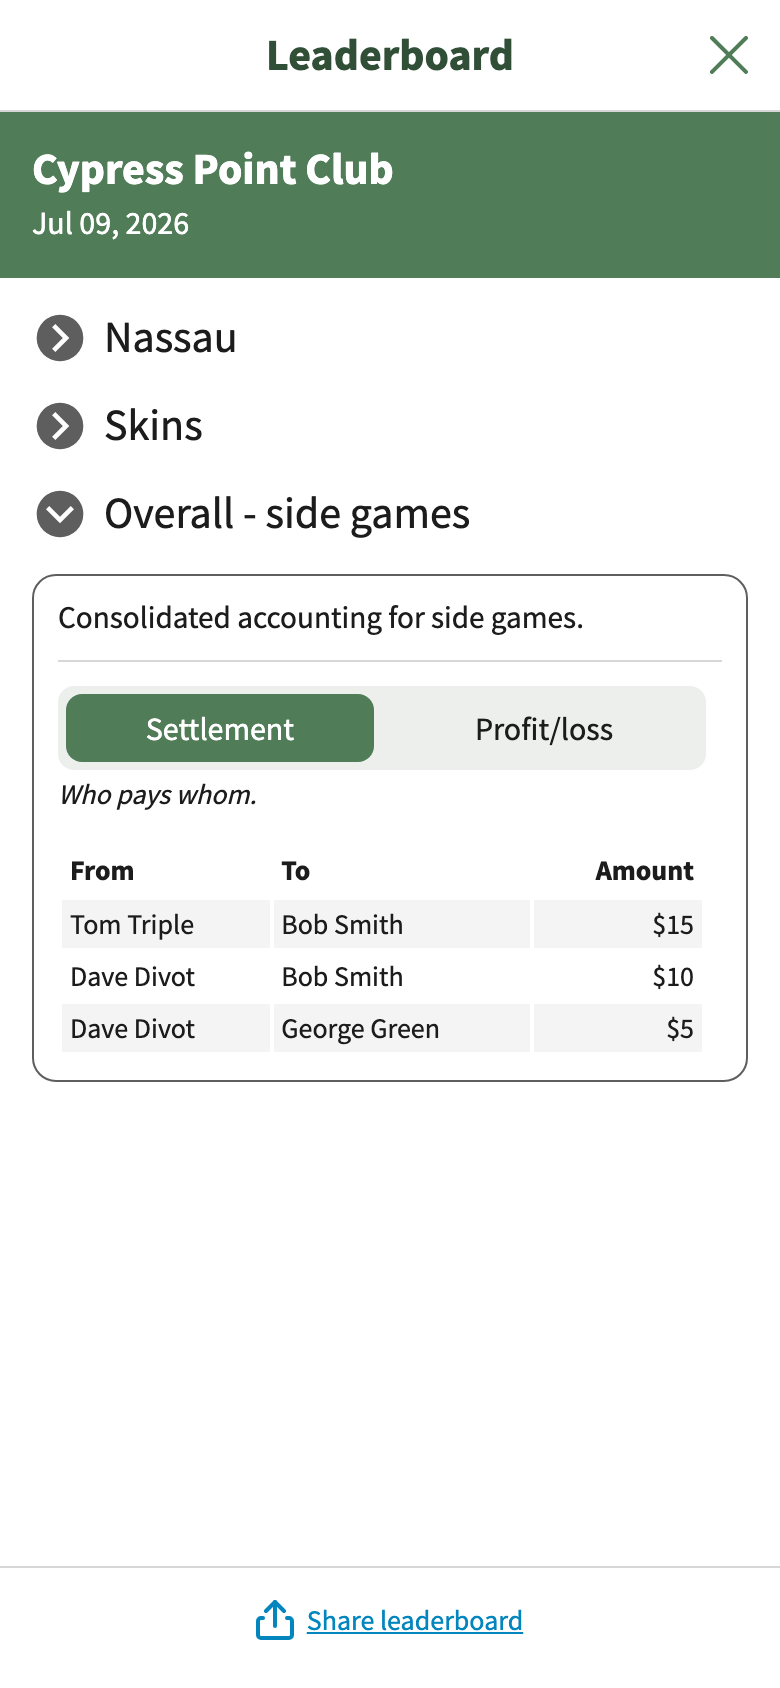 Leaderboard
Cypress Point Club
Jul 09, 2026
Nassau
Skins
Overall - side games
Consolidated accounting for side games.
Settlement Profit/loss
Who pays whom.
From To Amount
Tom Triple Bob Smith $15
Dave Divot Bob Smith $10
Dave Divot George Green $5
Share leaderboard